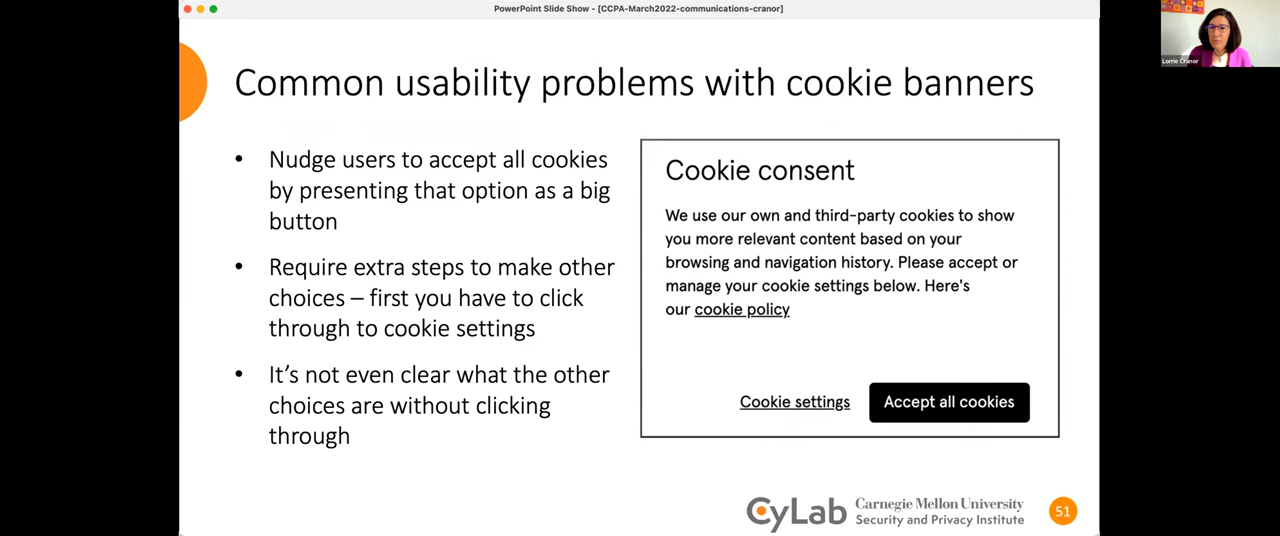 PowerPoint Slide Show - [CCPA-March2022-communications-cranor]
Lorrie Cranor
Common usability problems with cookie banners
• Nudge users to accept all cookies
by presenting that option as a big
button
• Require extra steps to make other
choices – first you have to click
through to cookie settings
• It’s not even clear what the other
choices are without clicking
through
Cookie consent
We use our own and third-party cookies to show
you more relevant content based on your
browsing and navigation history. Please accept or
manage your cookie settings below. Here's
our cookie policy
Cookie settings
Accept all cookies
CyLab
Carnegie Mellon University
Security and Privacy Institute
51